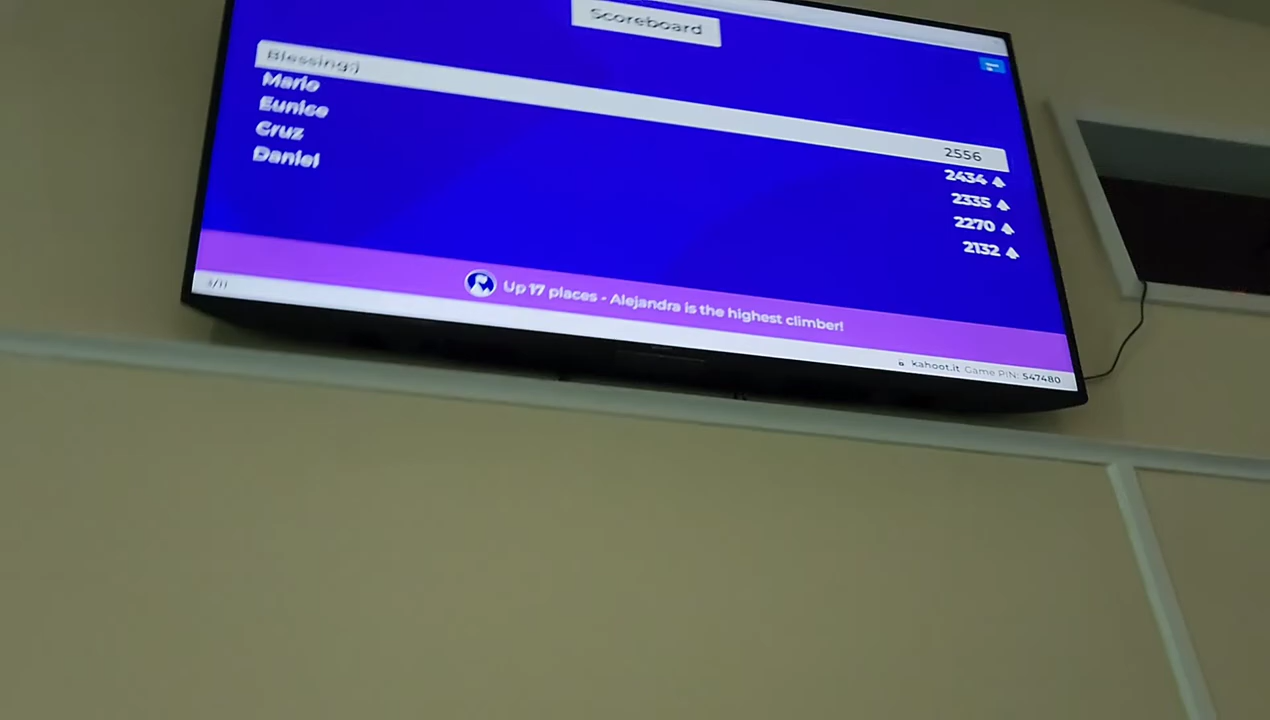 Scoreboard
Blessing:) 2556
Mario 2434
Eunice 2335
Cruz 2270
Daniel 2132
Up 17 places - Alejandra is the highest climber!
kahoot.it Game PIN: 547480